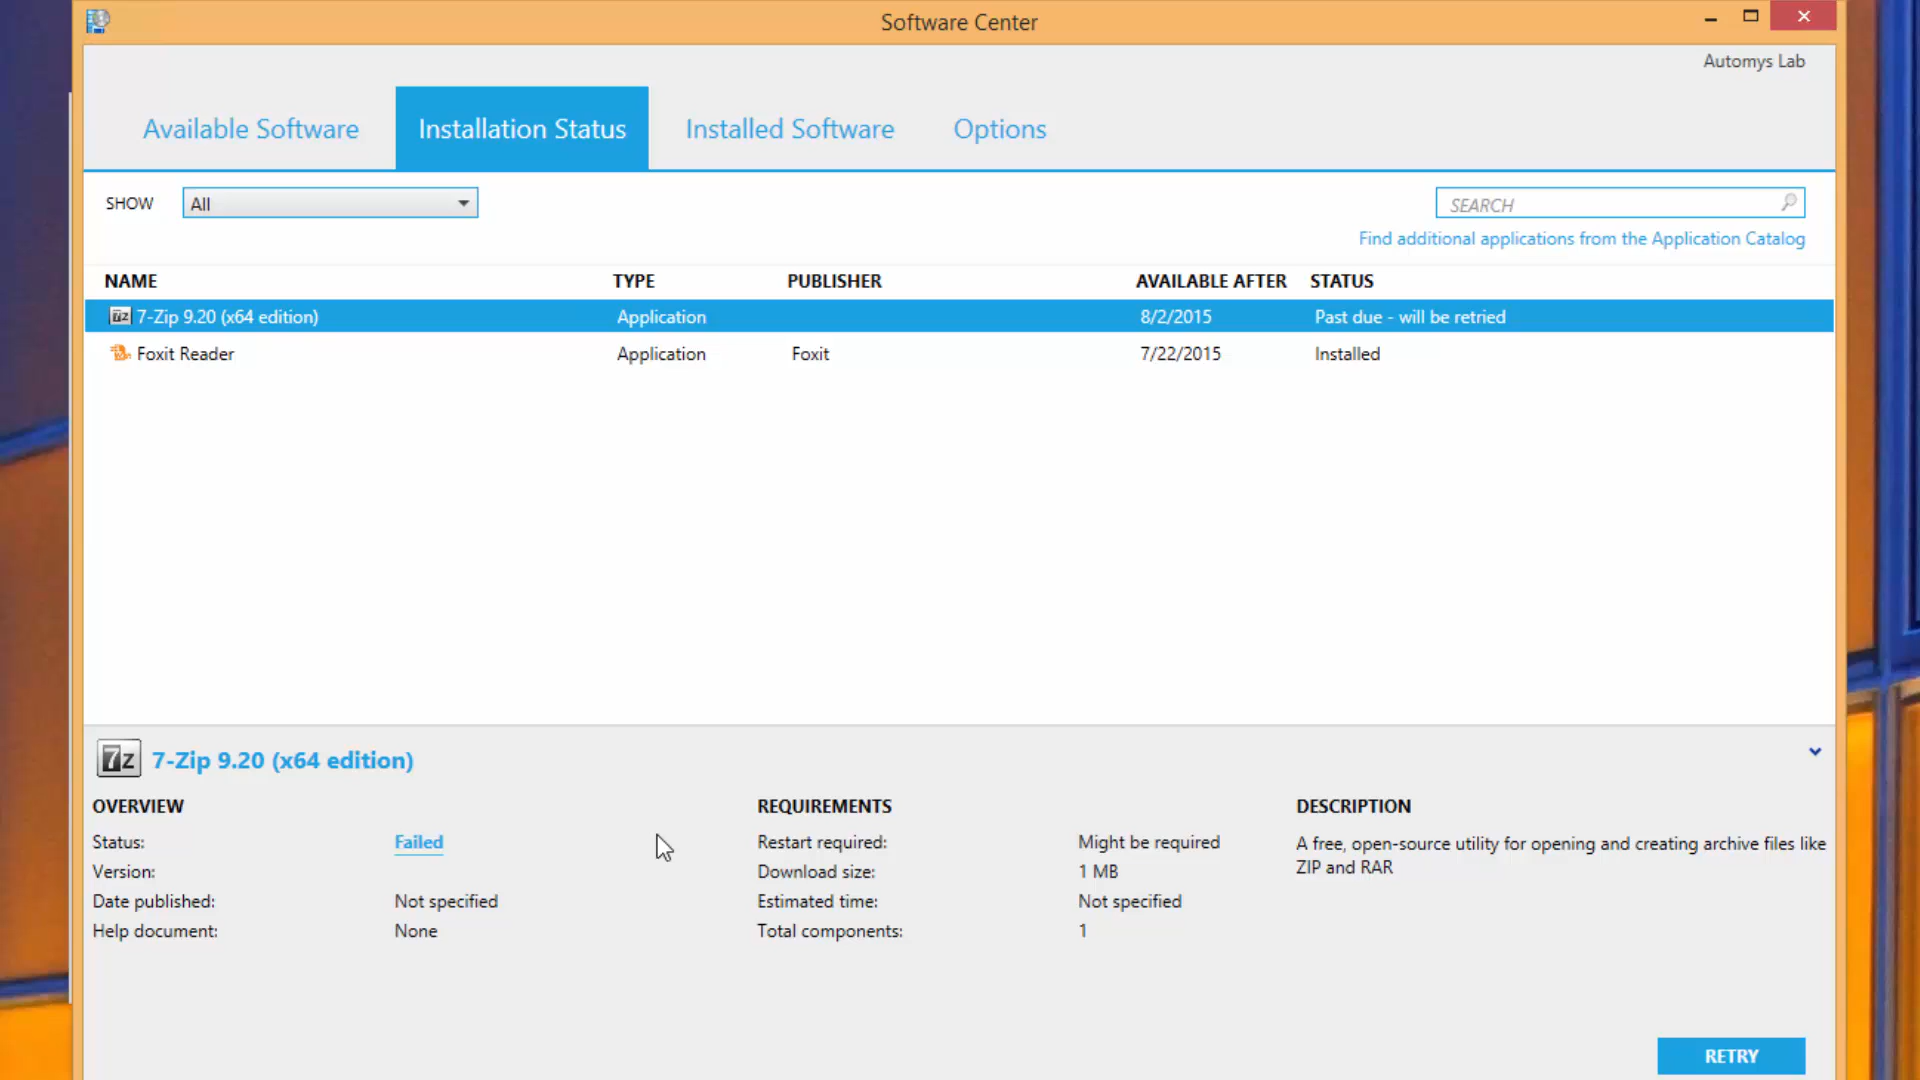 Software Center
Automys Lab
Available Software Installation Status Installed Software Options
SHOW All SEARCH
Find additional applications from the Application Catalog
NAME TYPE PUBLISHER AVAILABLE AFTER STATUS
7z 7-Zip 9.20 (x64 edition) Application 8/2/2015 Past due - will be retried
Foxit Reader Application Foxit 7/22/2015 Installed
7z 7-Zip 9.20 (x64 edition)
OVERVIEW REQUIREMENTS DESCRIPTION
Status: Failed Restart required: Might be required A free, open-source utility for opening and creating archive files like
ZIP and RAR
Version: Download size: 1 MB
Date published: Not specified Estimated time: Not specified
Help document: None Total components: 1
RETRY